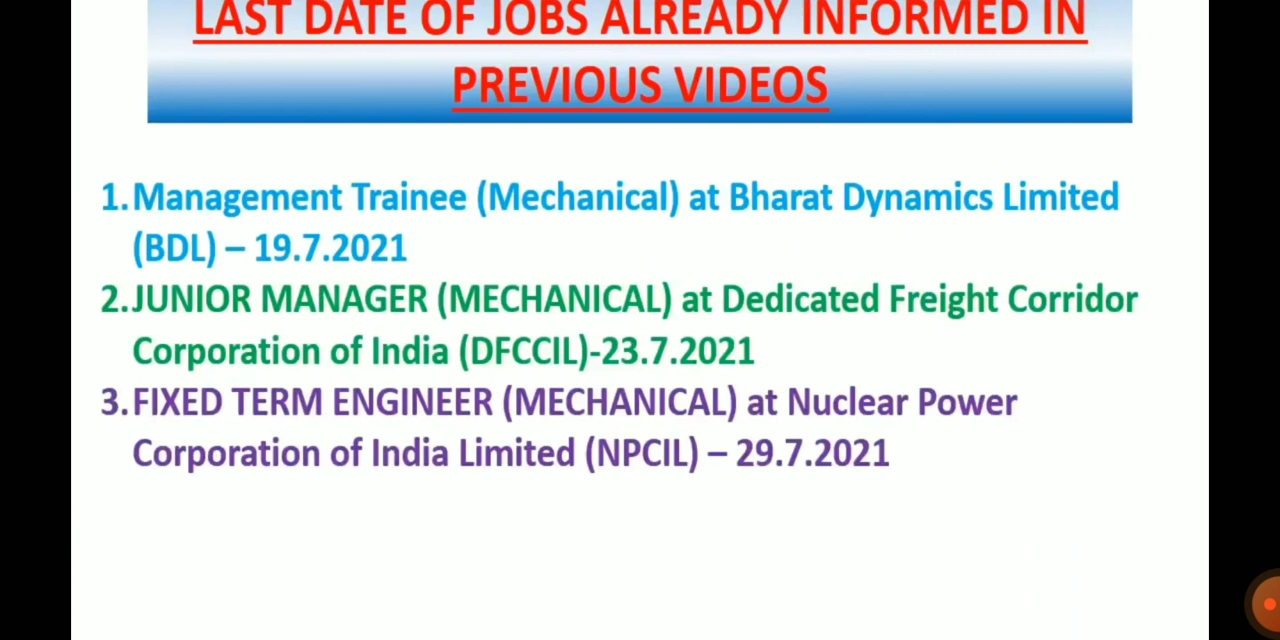 LAST DATE OF JOBS ALREADY INFORMED IN
PREVIOUS VIDEOS
1.Management Trainee (Mechanical) at Bharat Dynamics Limited
(BDL) – 19.7.2021
2.JUNIOR MANAGER (MECHANICAL) at Dedicated Freight Corridor
Corporation of India (DFCCIL)-23.7.2021
3.FIXED TERM ENGINEER (MECHANICAL) at Nuclear Power
Corporation of India Limited (NPCIL) – 29.7.2021